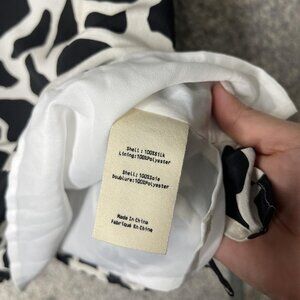 Shell: 100%Silk
Lining:100%Polyester
Shell: 100%Soie
Doublure:100%Polyester
Made In China
Fabriqué En Chine